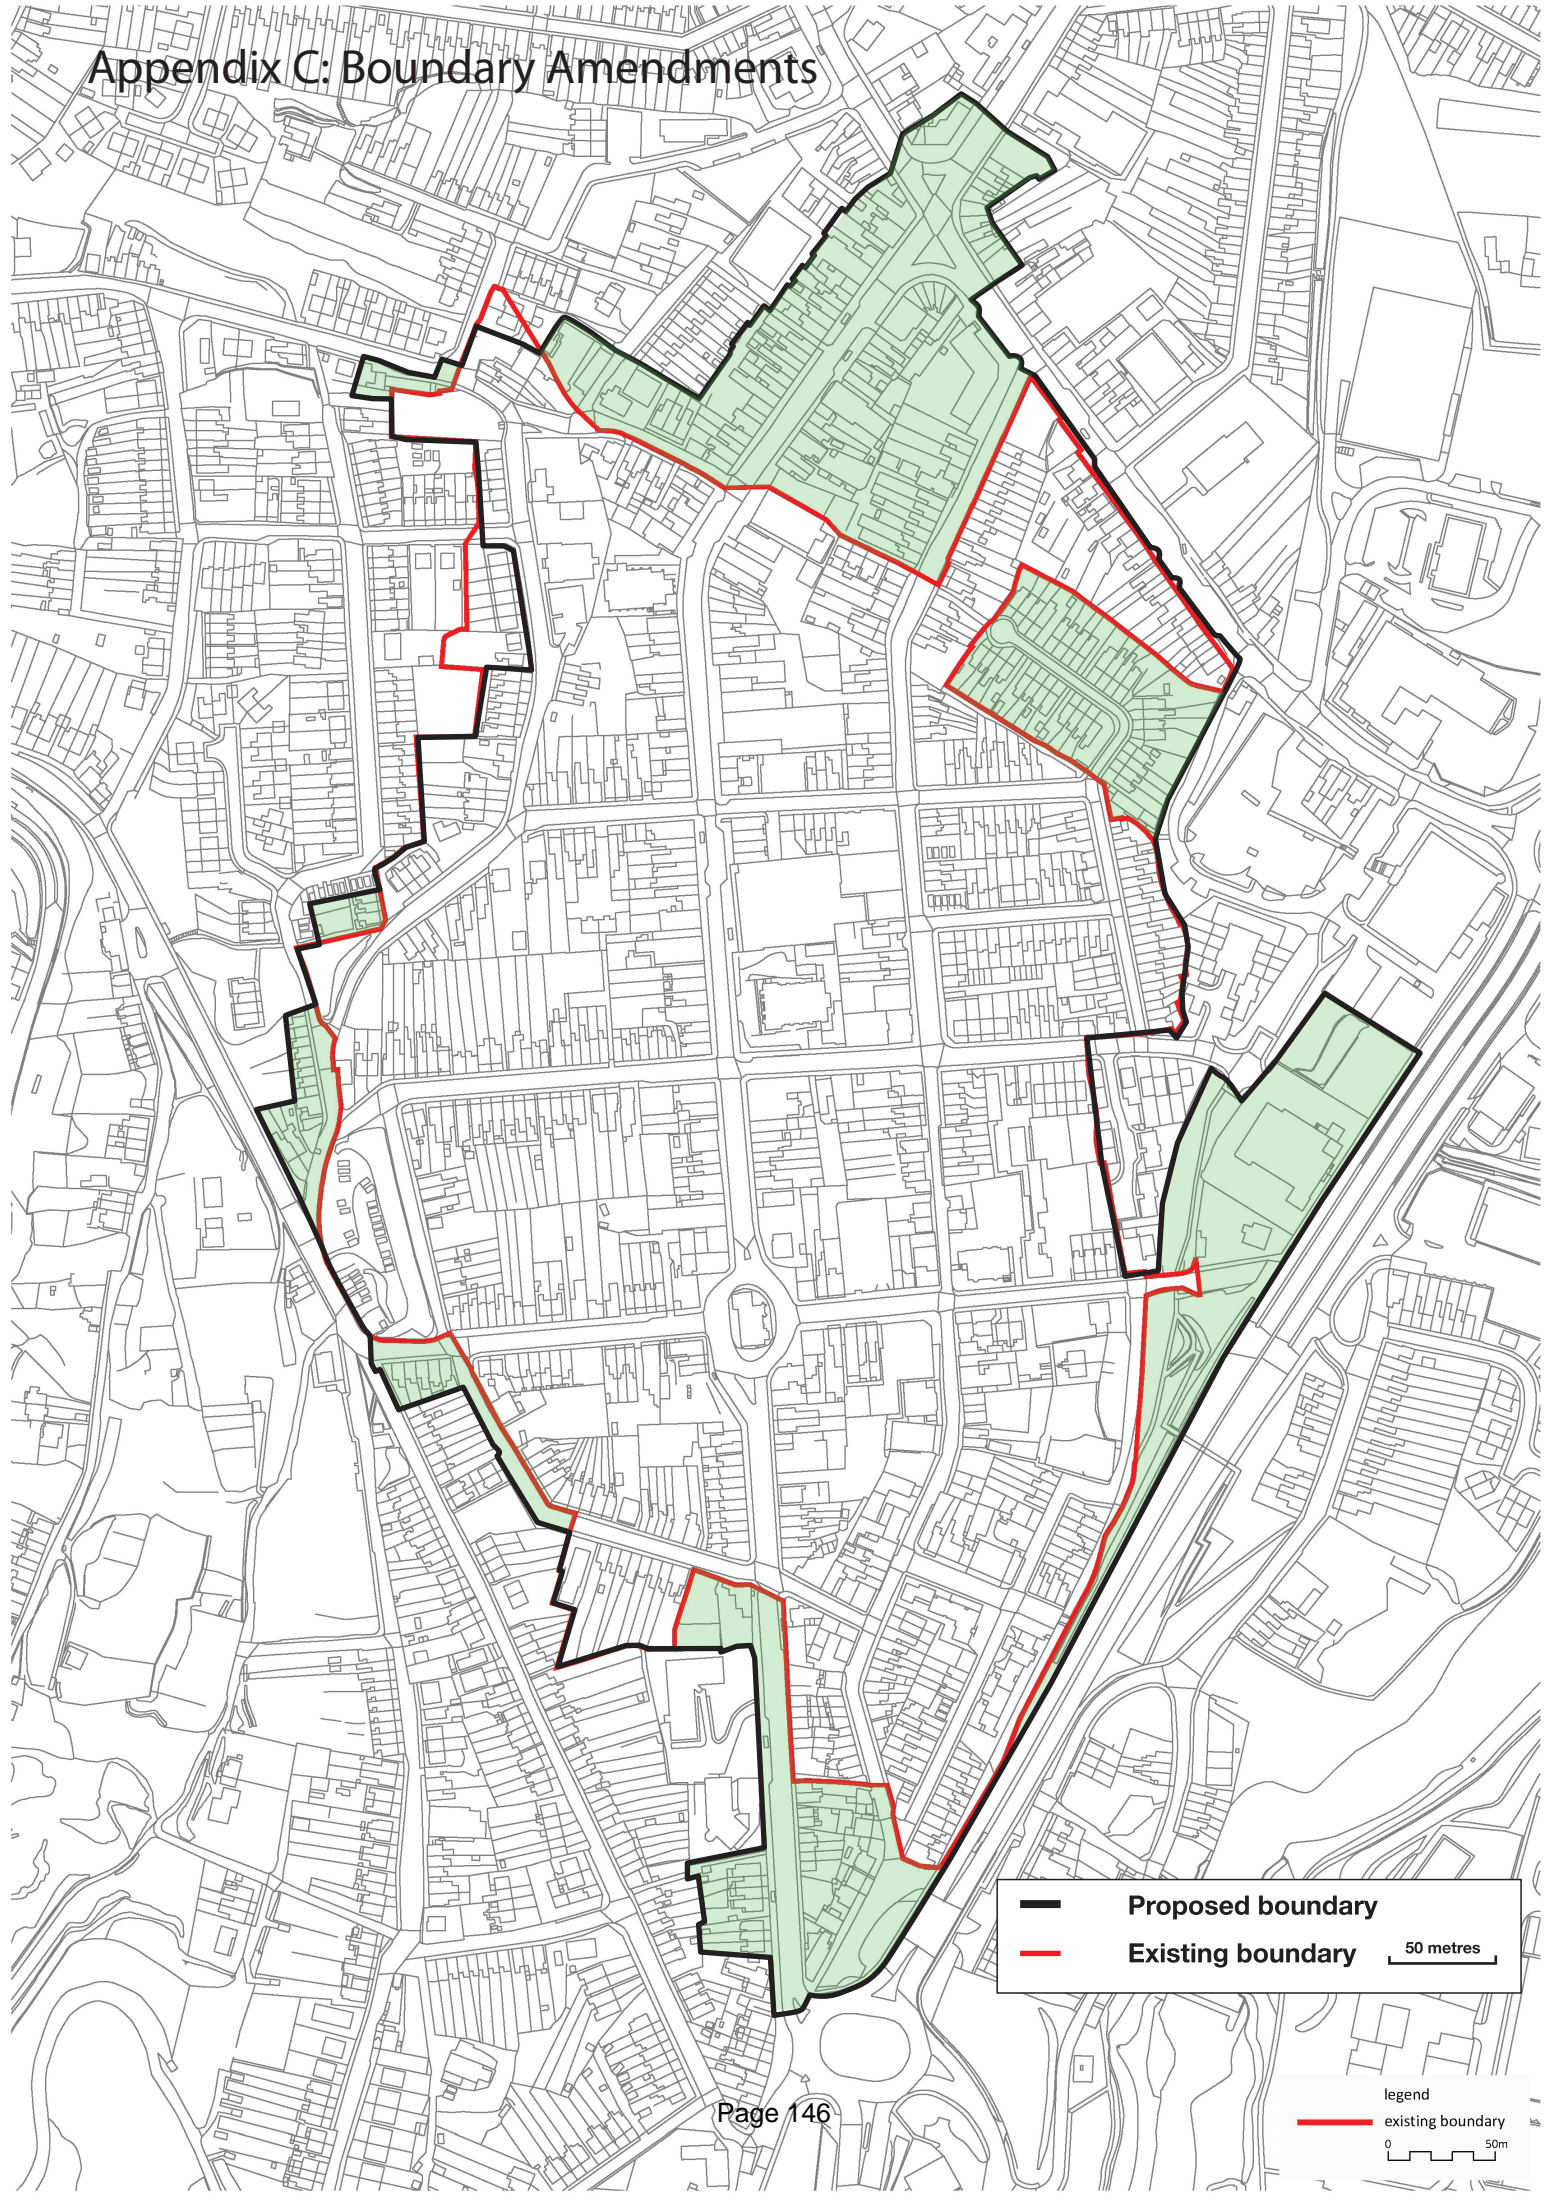 Appendix C: Boundary Amendments
Proposed boundary
Existing boundary
50 metres
Page 146
legend
existing boundary
0 50m